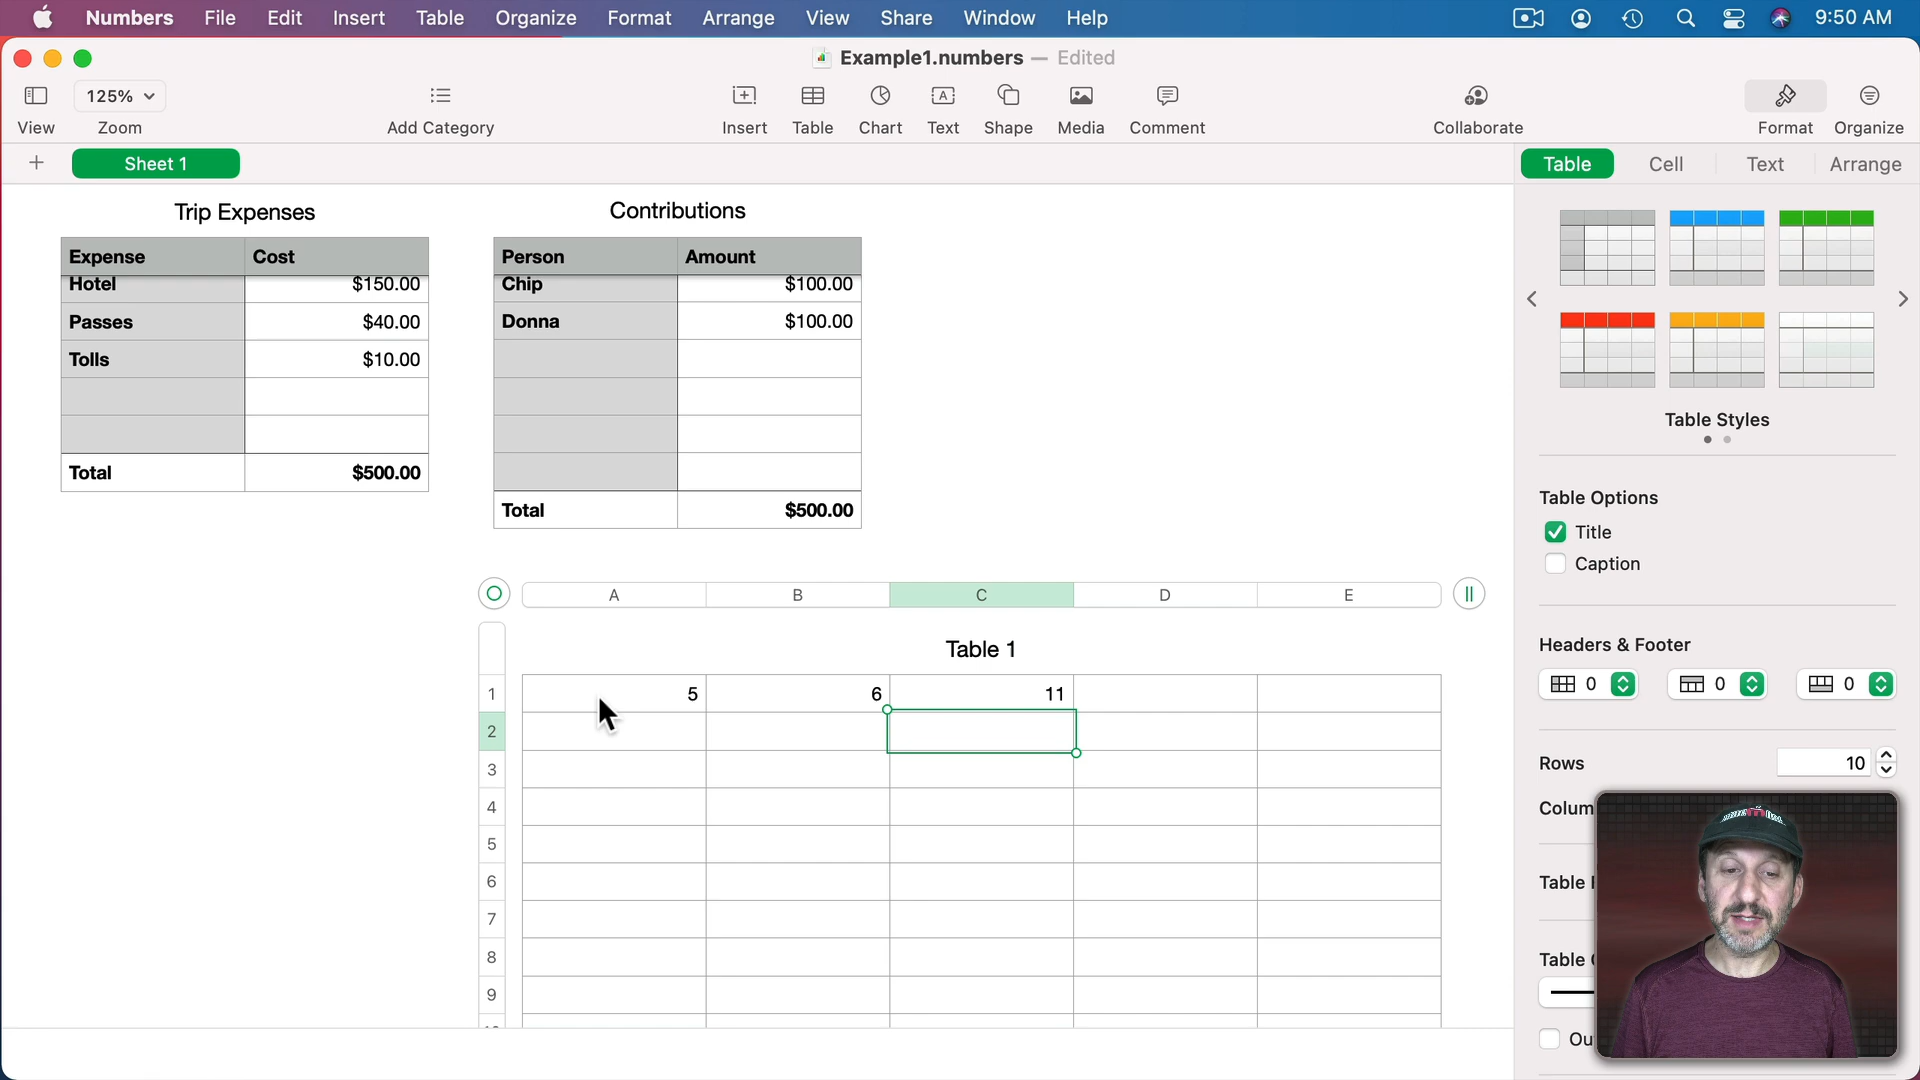 Numbers File Edit Insert Table Organize Format Arrange View Share Window Help 9:50 AM
Example1.numbers — Edited
125%
View Zoom Add Category Insert Table Chart Text Shape Media Comment Collaborate Format Organize
Sheet 1
Table Cell Text Arrange
Trip Expenses
Expense Cost
Hotel $150.00
Passes $40.00
Tolls $10.00
Total $500.00
Contributions
Person Amount
Chip $100.00
Donna $100.00
Total $500.00
A B C D E
Table 1
1 5 6 11
2
3
4
5
6
7
8
9
Table Styles
Table Options
Title
Caption
Headers & Footer
0 0 0
Rows 10
Colum
Table
Table
Ou